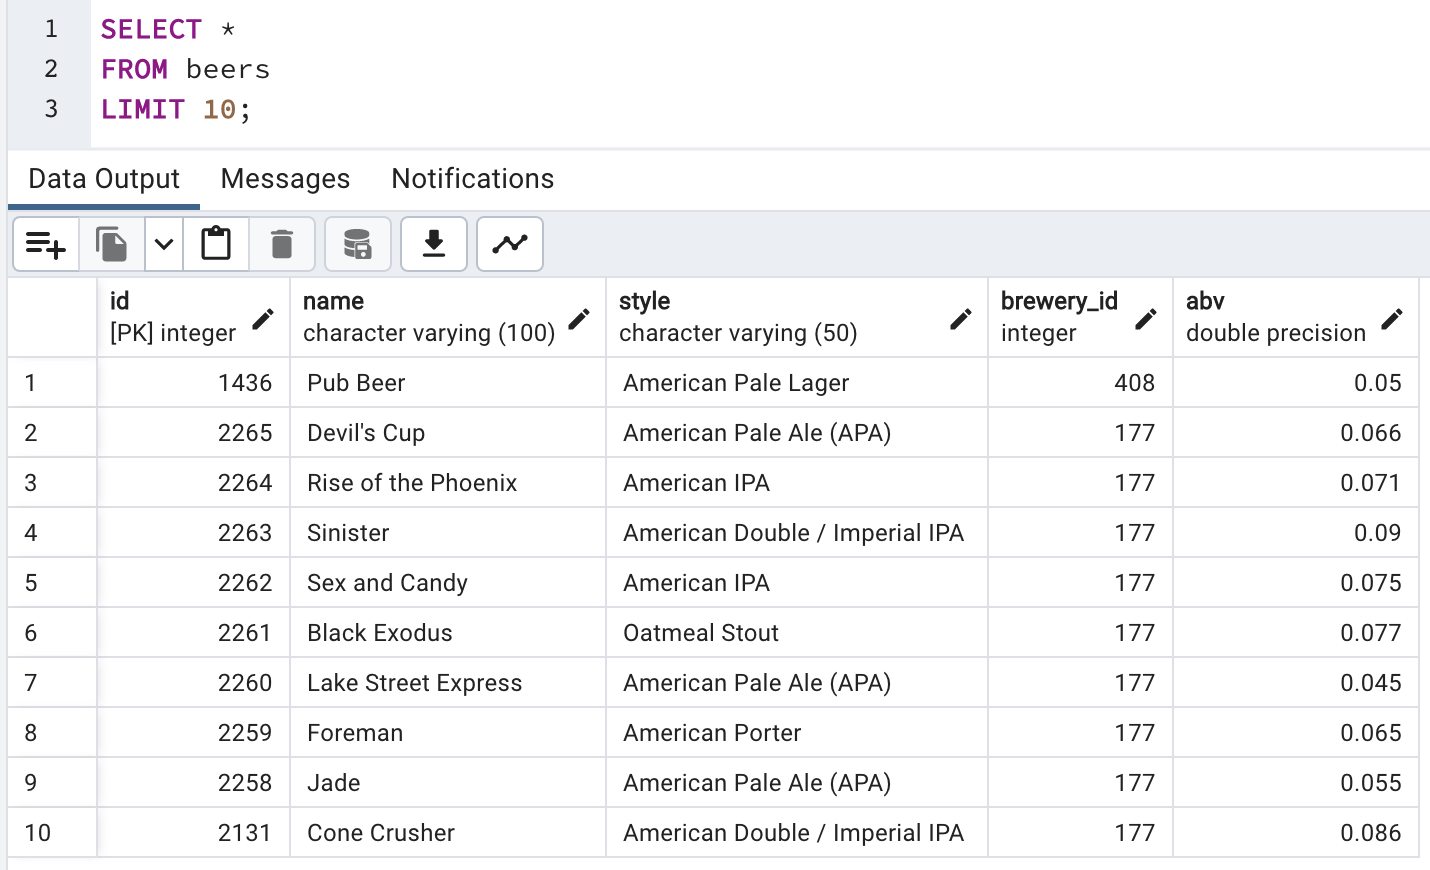 1 SELECT *
2 FROM beers
3 LIMIT 10;
Data Output Messages Notifications
id name style brewery_id abv
[PK] integer character varying (100) character varying (50) integer double precision
1 1436 Pub Beer American Pale Lager 408 0.05
2 2265 Devil's Cup American Pale Ale (APA) 177 0.066
3 2264 Rise of the Phoenix American IPA 177 0.071
4 2263 Sinister American Double / Imperial IPA 177 0.09
5 2262 Sex and Candy American IPA 177 0.075
6 2261 Black Exodus Oatmeal Stout 177 0.077
7 2260 Lake Street Express American Pale Ale (APA) 177 0.045
8 2259 Foreman American Porter 177 0.065
9 2258 Jade American Pale Ale (APA) 177 0.055
10 2131 Cone Crusher American Double / Imperial IPA 177 0.086